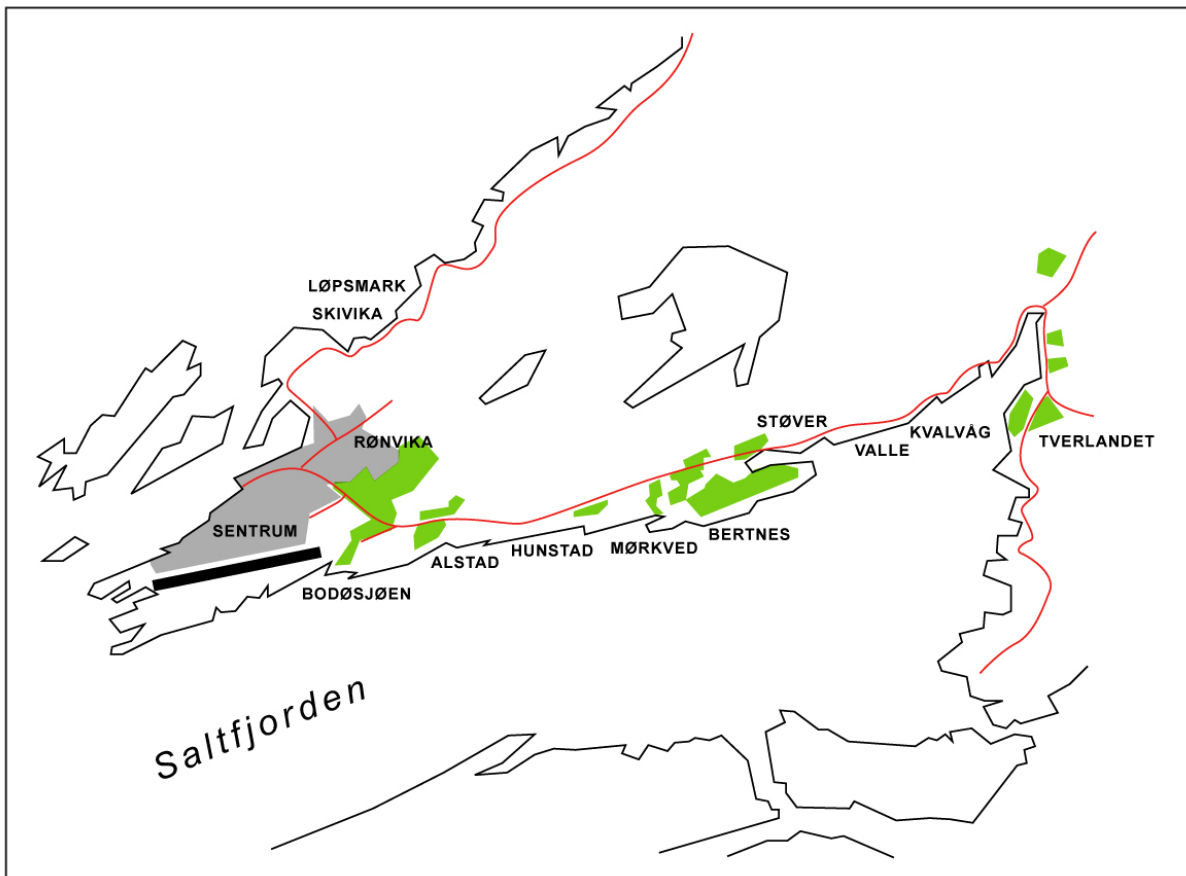 LØPSMARK
SKIVIKA
RØNVIKA
STØVER
KVALVÅG
VALLE
TVERLANDET
SENTRUM
BERTNES
MØRKVED
HUNSTAD
ALSTAD
BODØSJØEN
Saltfjorden